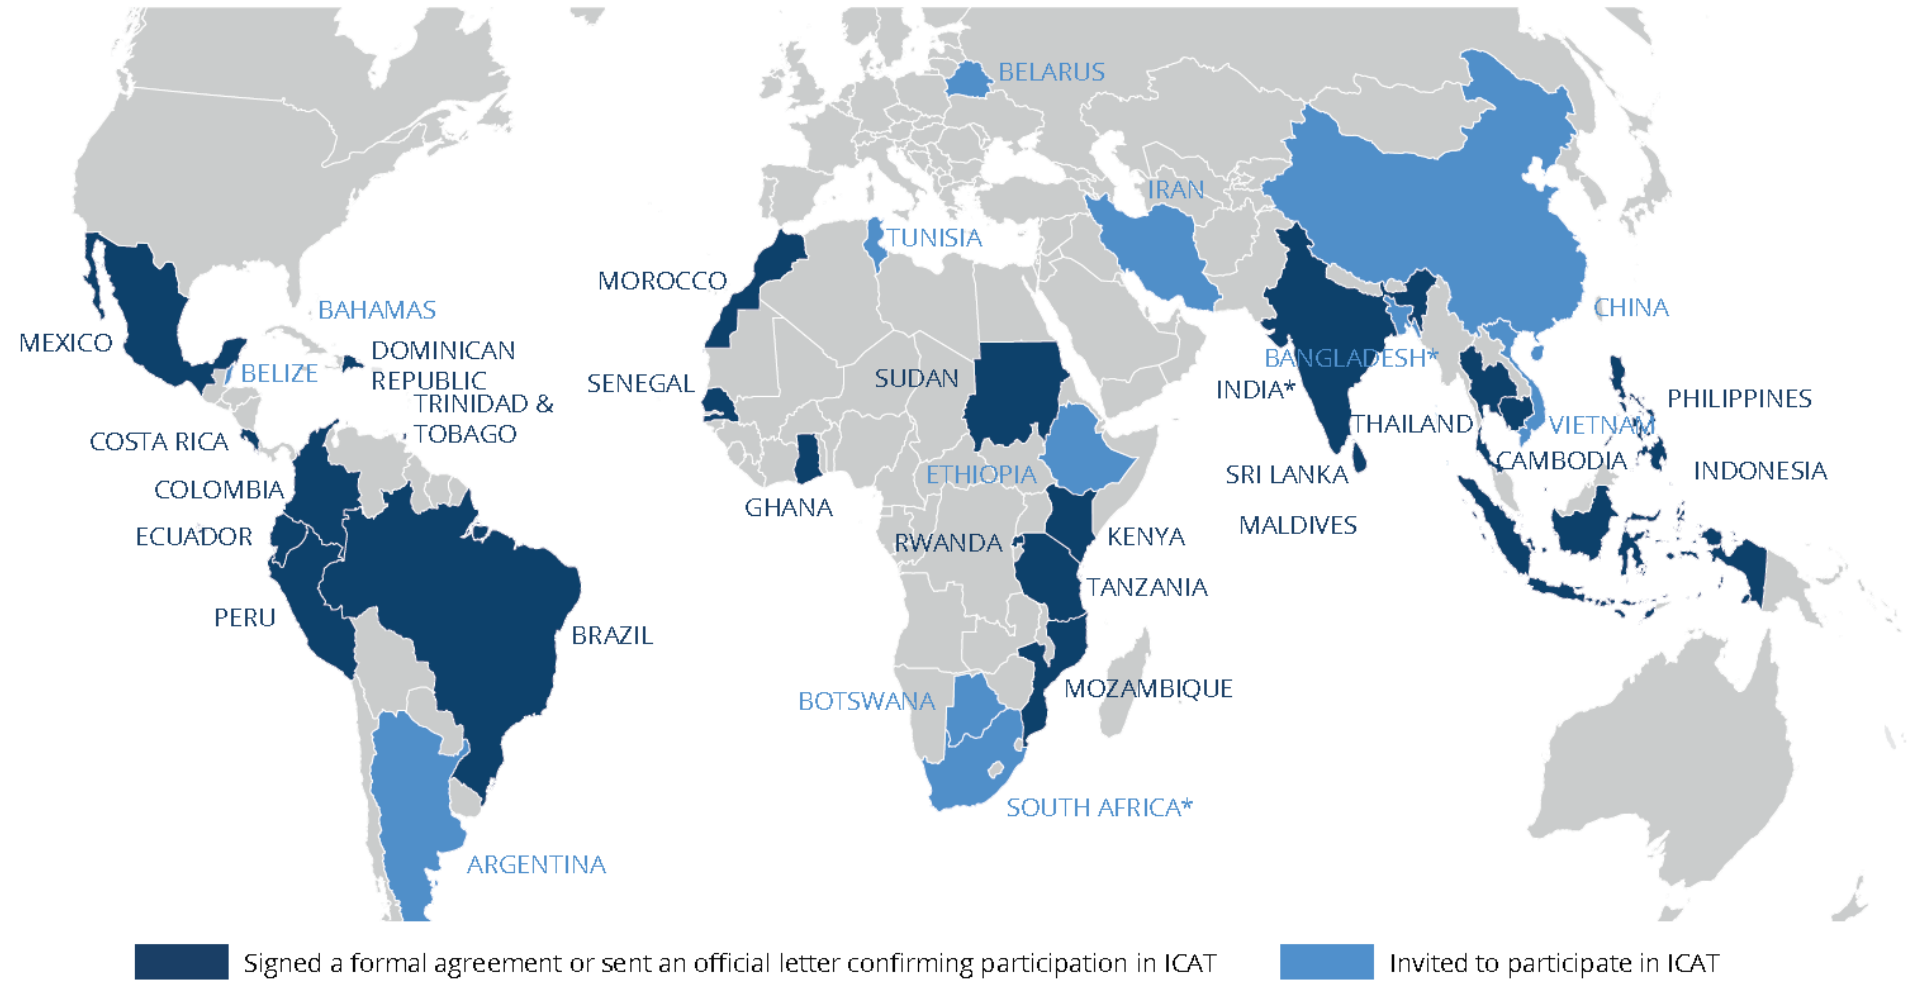 BELARUS
IRAN
TUNISIA
MOROCCO
BAHAMAS
CHINA
MEXICO
DOMINICAN
REPUBLIC
BELIZE
BANGLADESH*
SENEGAL
SUDAN
INDIA*
TRINIDAD &
TOBAGO
PHILIPPINES
THAILAND
VIETNAM
COSTA RICA
CAMBODIA
INDONESIA
ETHIOPIA
SRI LANKA
COLOMBIA
GHANA
MALDIVES
ECUADOR
RWANDA
KENYA
TANZANIA
PERU
BRAZIL
MOZAMBIQUE
BOTSWANA
SOUTH AFRICA*
ARGENTINA
Signed a formal agreement or sent an official letter confirming participation in ICAT
Invited to participate in ICAT